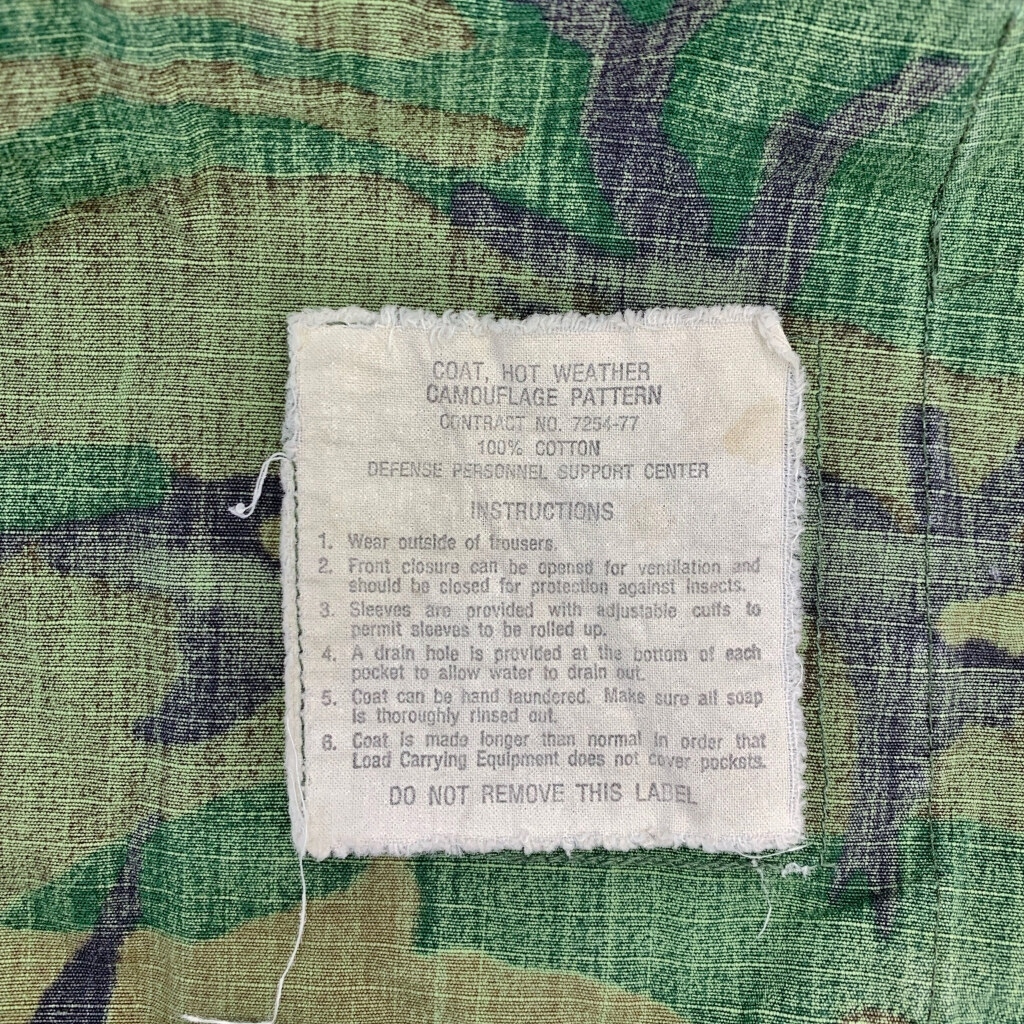 COAT, HOT WEATHER
CAMOUFLAGE PATTERN
CONTRACT NO. 7254-77
100% COTTON
DEFENSE PERSONNEL SUPPORT CENTER
INSTRUCTIONS
1. Wear outside of trousers.
2. Front closure can be opened for ventilation and
should be closed for protection against insects.
3. Sleeves are provided with adjustable cuffs to
permit sleeves to be rolled up.
4. A drain hole is provided at the bottom of each
pocket to allow water to drain out.
5. Coat can be hand laundered. Make sure all soap
is thoroughly rinsed out.
6. Coat is made longer than normal in order that
Load Carrying Equipment does not cover pockets.
DO NOT REMOVE THIS LABEL